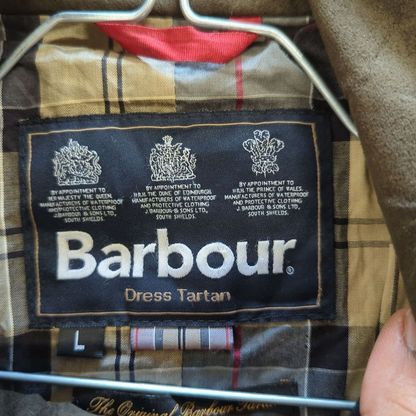 BY APPOINTMENT TO
HER MAJESTY THE QUEEN,
MANUFACTURERS OF WATERPROOF
AND PROTECTIVE CLOTHING
J.BARBOUR & SONS LTD.,
SOUTH SHIELDS.
BY APPOINTMENT TO
H.R.H. THE DUKE OF EDINBURGH,
MANUFACTURERS OF WATERPROOF
AND PROTECTIVE CLOTHING
J.BARBOUR & SONS LTD.,
SOUTH SHIELDS.
BY APPOINTMENT TO
H.R.H. THE PRINCE OF WALES,
MANUFACTURERS OF WATERPROOF
AND PROTECTIVE CLOTHING
J.BARBOUR & SONS LTD.,
SOUTH SHIELDS.
Barbour®
Dress Tartan
L
The Original Barbour